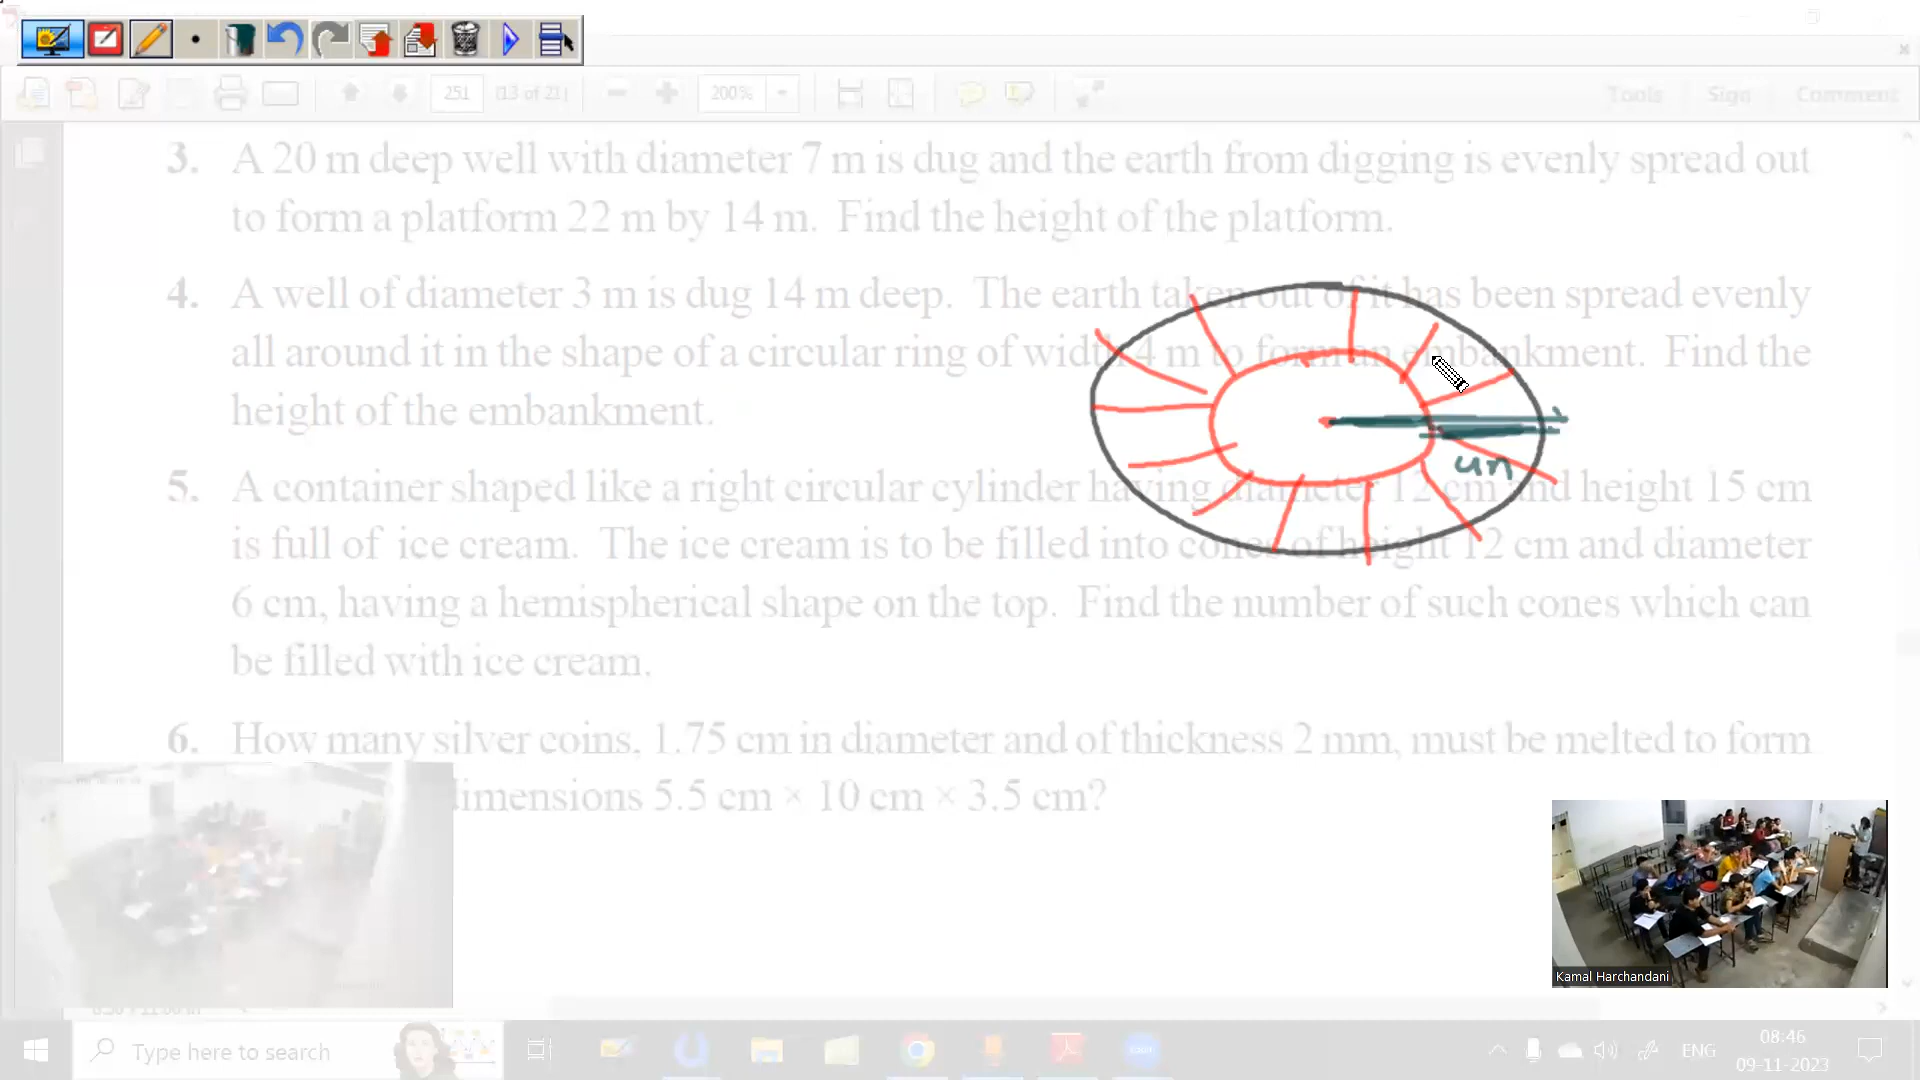 251 (13 of 21) 200% Tools Sign Comment
3. A 20 m deep well with diameter 7 m is dug and the earth from digging is evenly spread out
to form a platform 22 m by 14 m. Find the height of the platform.
4. A well of diameter 3 m is dug 14 m deep. The earth taken out of it has been spread evenly
all around it in the shape of a circular ring of width 4 m to form an embankment. Find the
height of the embankment.
5. A container shaped like a right circular cylinder having diameter 12 cm and height 15 cm
is full of ice cream. The ice cream is to be filled into cones of height 12 cm and diameter
6 cm, having a hemispherical shape on the top. Find the number of such cones which can
be filled with ice cream.
6. How many silver coins, 1.75 cm in diameter and of thickness 2 mm, must be melted to form
dimensions 5.5 cm × 10 cm × 3.5 cm?
Kamal Harchandani
Type here to search
ENG
08:46
09-11-2023